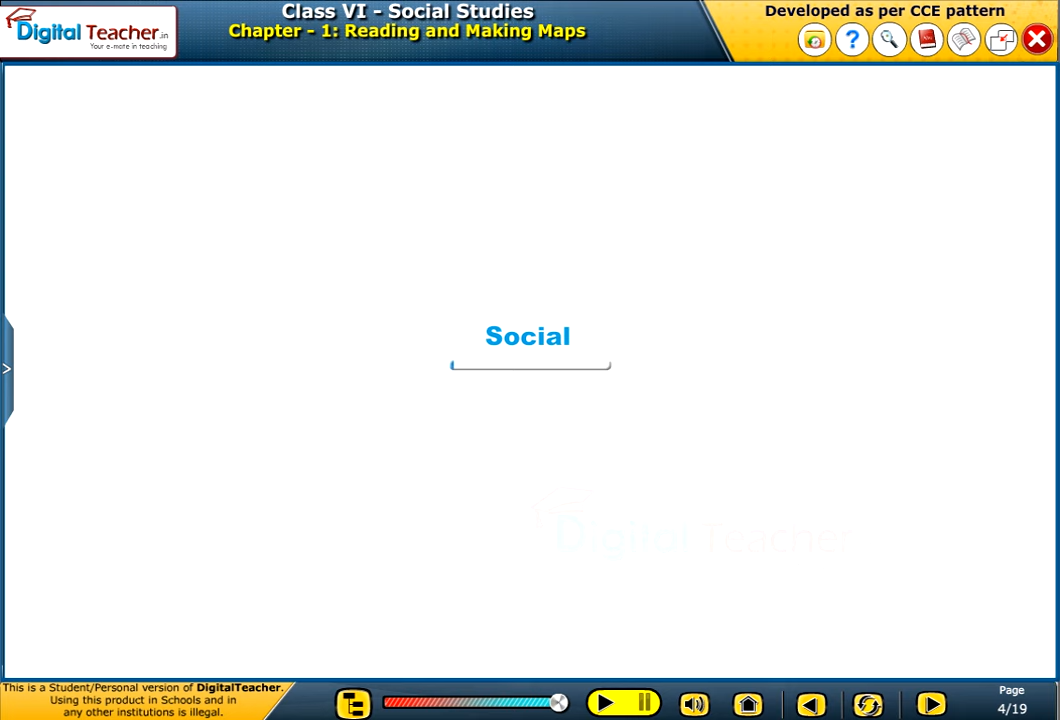 Digital Teacher.in
Your e-mate in teaching
Class VI - Social Studies
Chapter - 1: Reading and Making Maps
Developed as per CCE pattern
?
>
Social
Digital Teacher
This is a Student/Personal version of DigitalTeacher.
Using this product in Schools and in
any other institutions is illegal.
Page
4/19